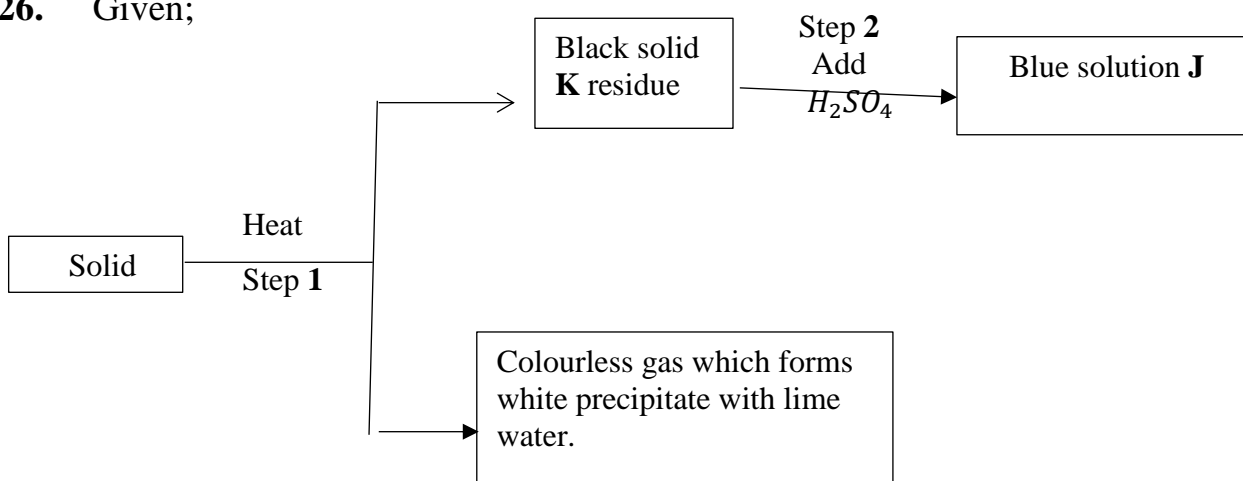 26. Given;
Black solid
K residue
Step 2
Add
H₂SO₄
Blue solution J
Heat
Step 1
Solid
Colourless gas which forms
white precipitate with lime
water.